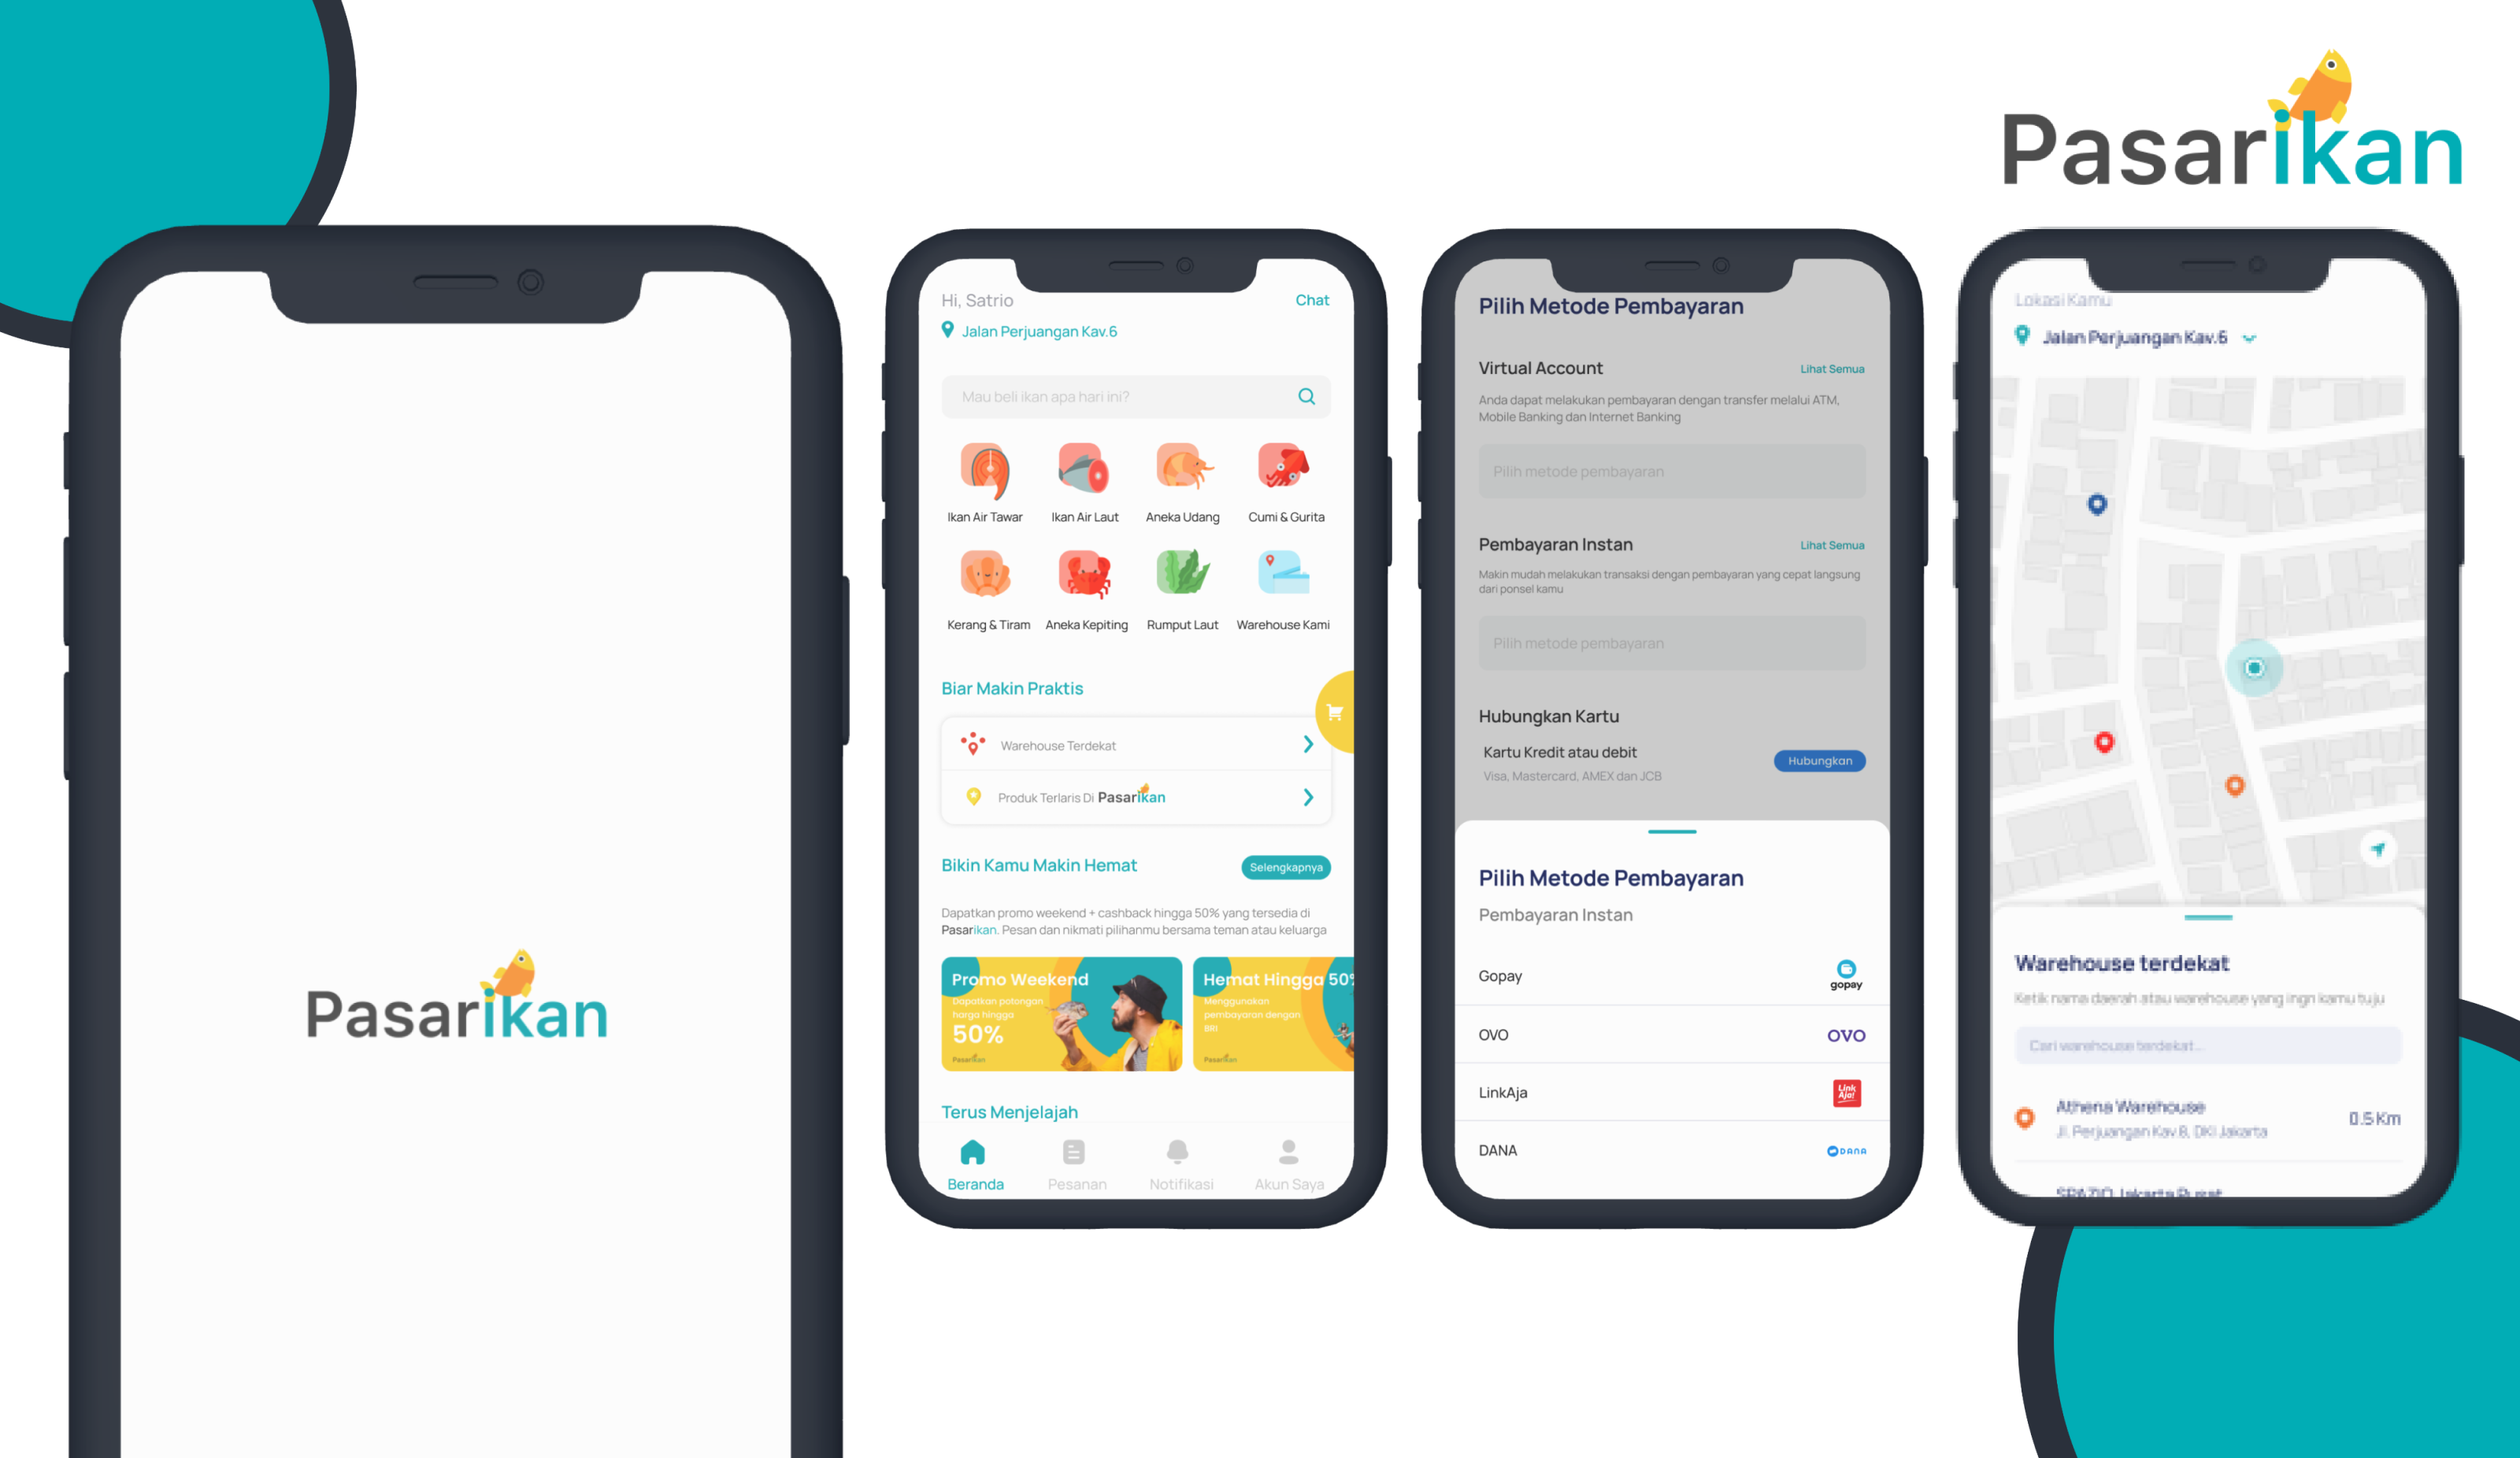 Pasarikan
Pasarikan
Hi, Satrio
Chat
Jalan Perjuangan Kav.6
Mau beli ikan apa hari ini?
Ikan Air Tawar
Ikan Air Laut
Aneka Udang
Cumi & Gurita
Kerang & Tiram
Aneka Kepiting
Rumput Laut
Warehouse Kami
Biar Makin Praktis
Warehouse Terdekat
Produk Terlaris Di Pasarikan
Bikin Kamu Makin Hemat
Selengkapnya
Dapatkan promo weekend + cashback hingga 50% yang tersedia di
Pasarikan. Pesan dan nikmati pilihanmu bersama teman atau keluarga
Promo Weekend
Dapatkan potongan
harga hingga
50%
Pasarikan
Hemat Hingga 50%
Menggunakan
pembayaran dengan
BRI
Pasarikan
Terus Menjelajah
Beranda
Pesanan
Notifikasi
Akun Saya
Pilih Metode Pembayaran
Virtual Account
Lihat Semua
Anda dapat melakukan pembayaran dengan transfer melalui ATM,
Mobile Banking dan Internet Banking
Pilih metode pembayaran
Pembayaran Instan
Lihat Semua
Makin mudah melakukan transaksi dengan pembayaran yang cepat langsung
dari ponsel kamu
Pilih metode pembayaran
Hubungkan Kartu
Kartu Kredit atau debit
Visa, Mastercard, AMEX dan JCB
Hubungkan
Pilih Metode Pembayaran
Pembayaran Instan
Gopay
gopay
OVO
OVO
LinkAja
Link
Aja!
DANA
DANA
Lokasi Kamu
Jalan Perjuangan Kav.6
Warehouse terdekat
Ketik nama daerah atau warehouse yang ingn kamu tuju
Cari warehouse terdekat...
Athena Warehouse
0.5 Km
Jl. Perjuangan Kav 8, DKI Jakarta
SPAZIO Jakarta Pusat